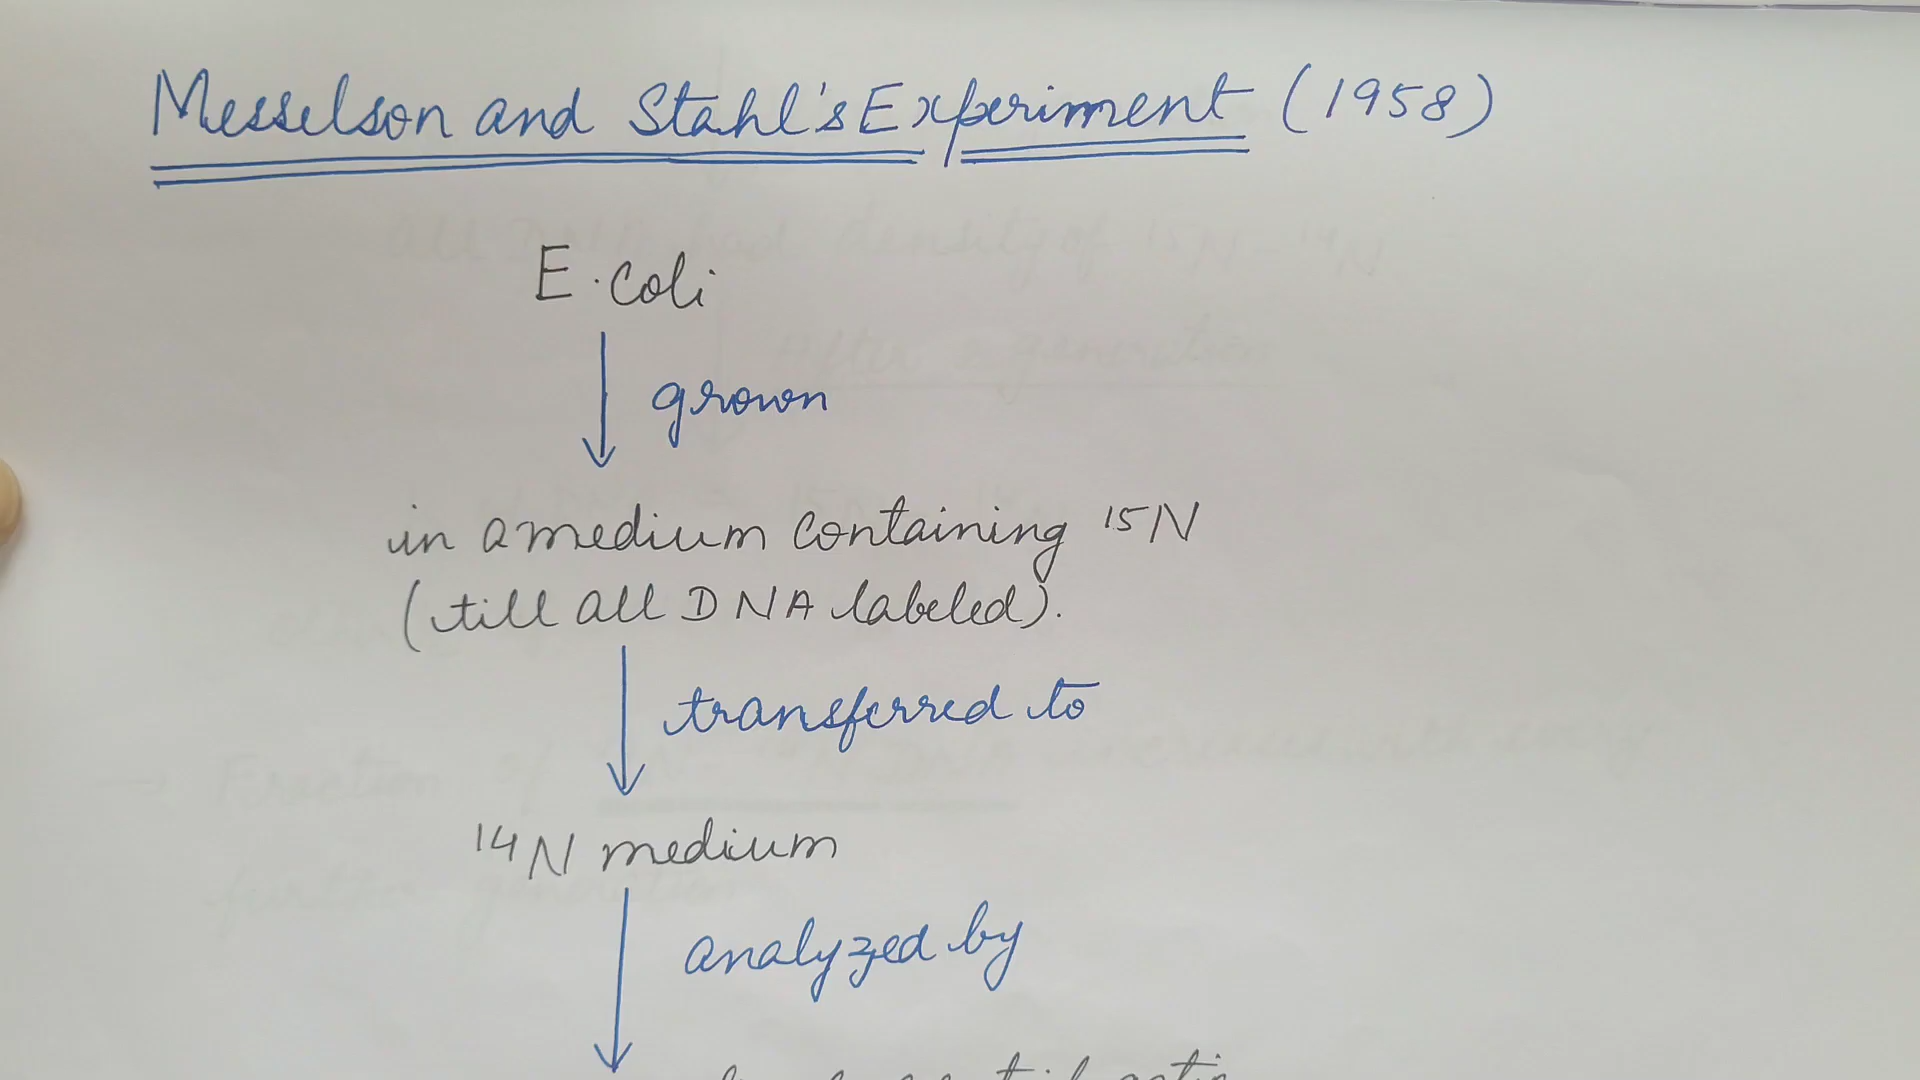 Messelson and Stahl's Experiment (1958)
E.coli
grown
in a medium containing ¹⁵N
(till all DNA labeled).
transferred to
¹⁴N medium
analyzed by